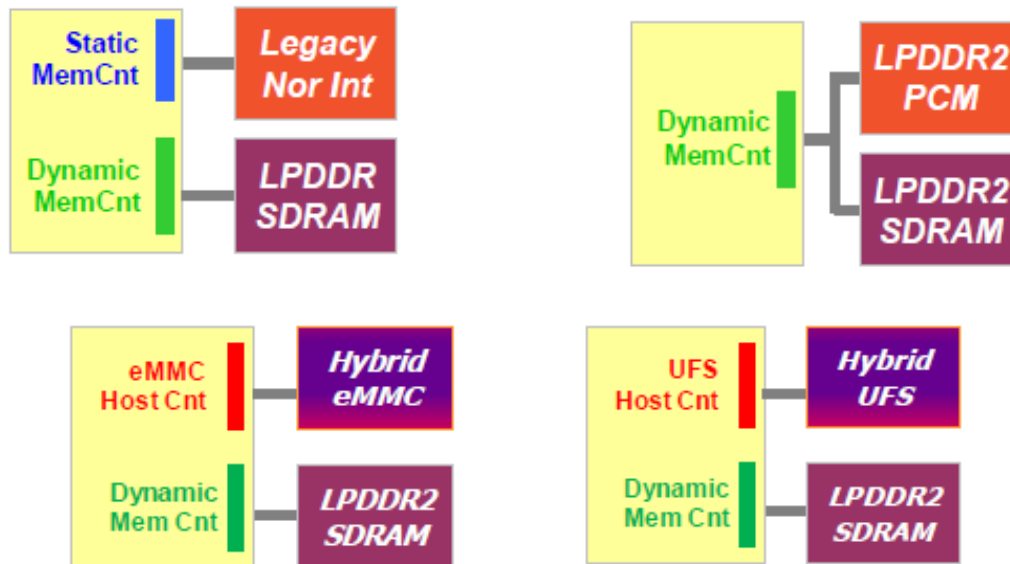 Static
MemCnt
Legacy
Nor Int
Dynamic
MemCnt
LPDDR
SDRAM
Dynamic
MemCnt
LPDDR2
PCM
LPDDR2
SDRAM
eMMC
Host Cnt
Hybrid
eMMC
Dynamic
Mem Cnt
LPDDR2
SDRAM
UFS
Host Cnt
Hybrid
UFS
Dynamic
Mem Cnt
LPDDR2
SDRAM